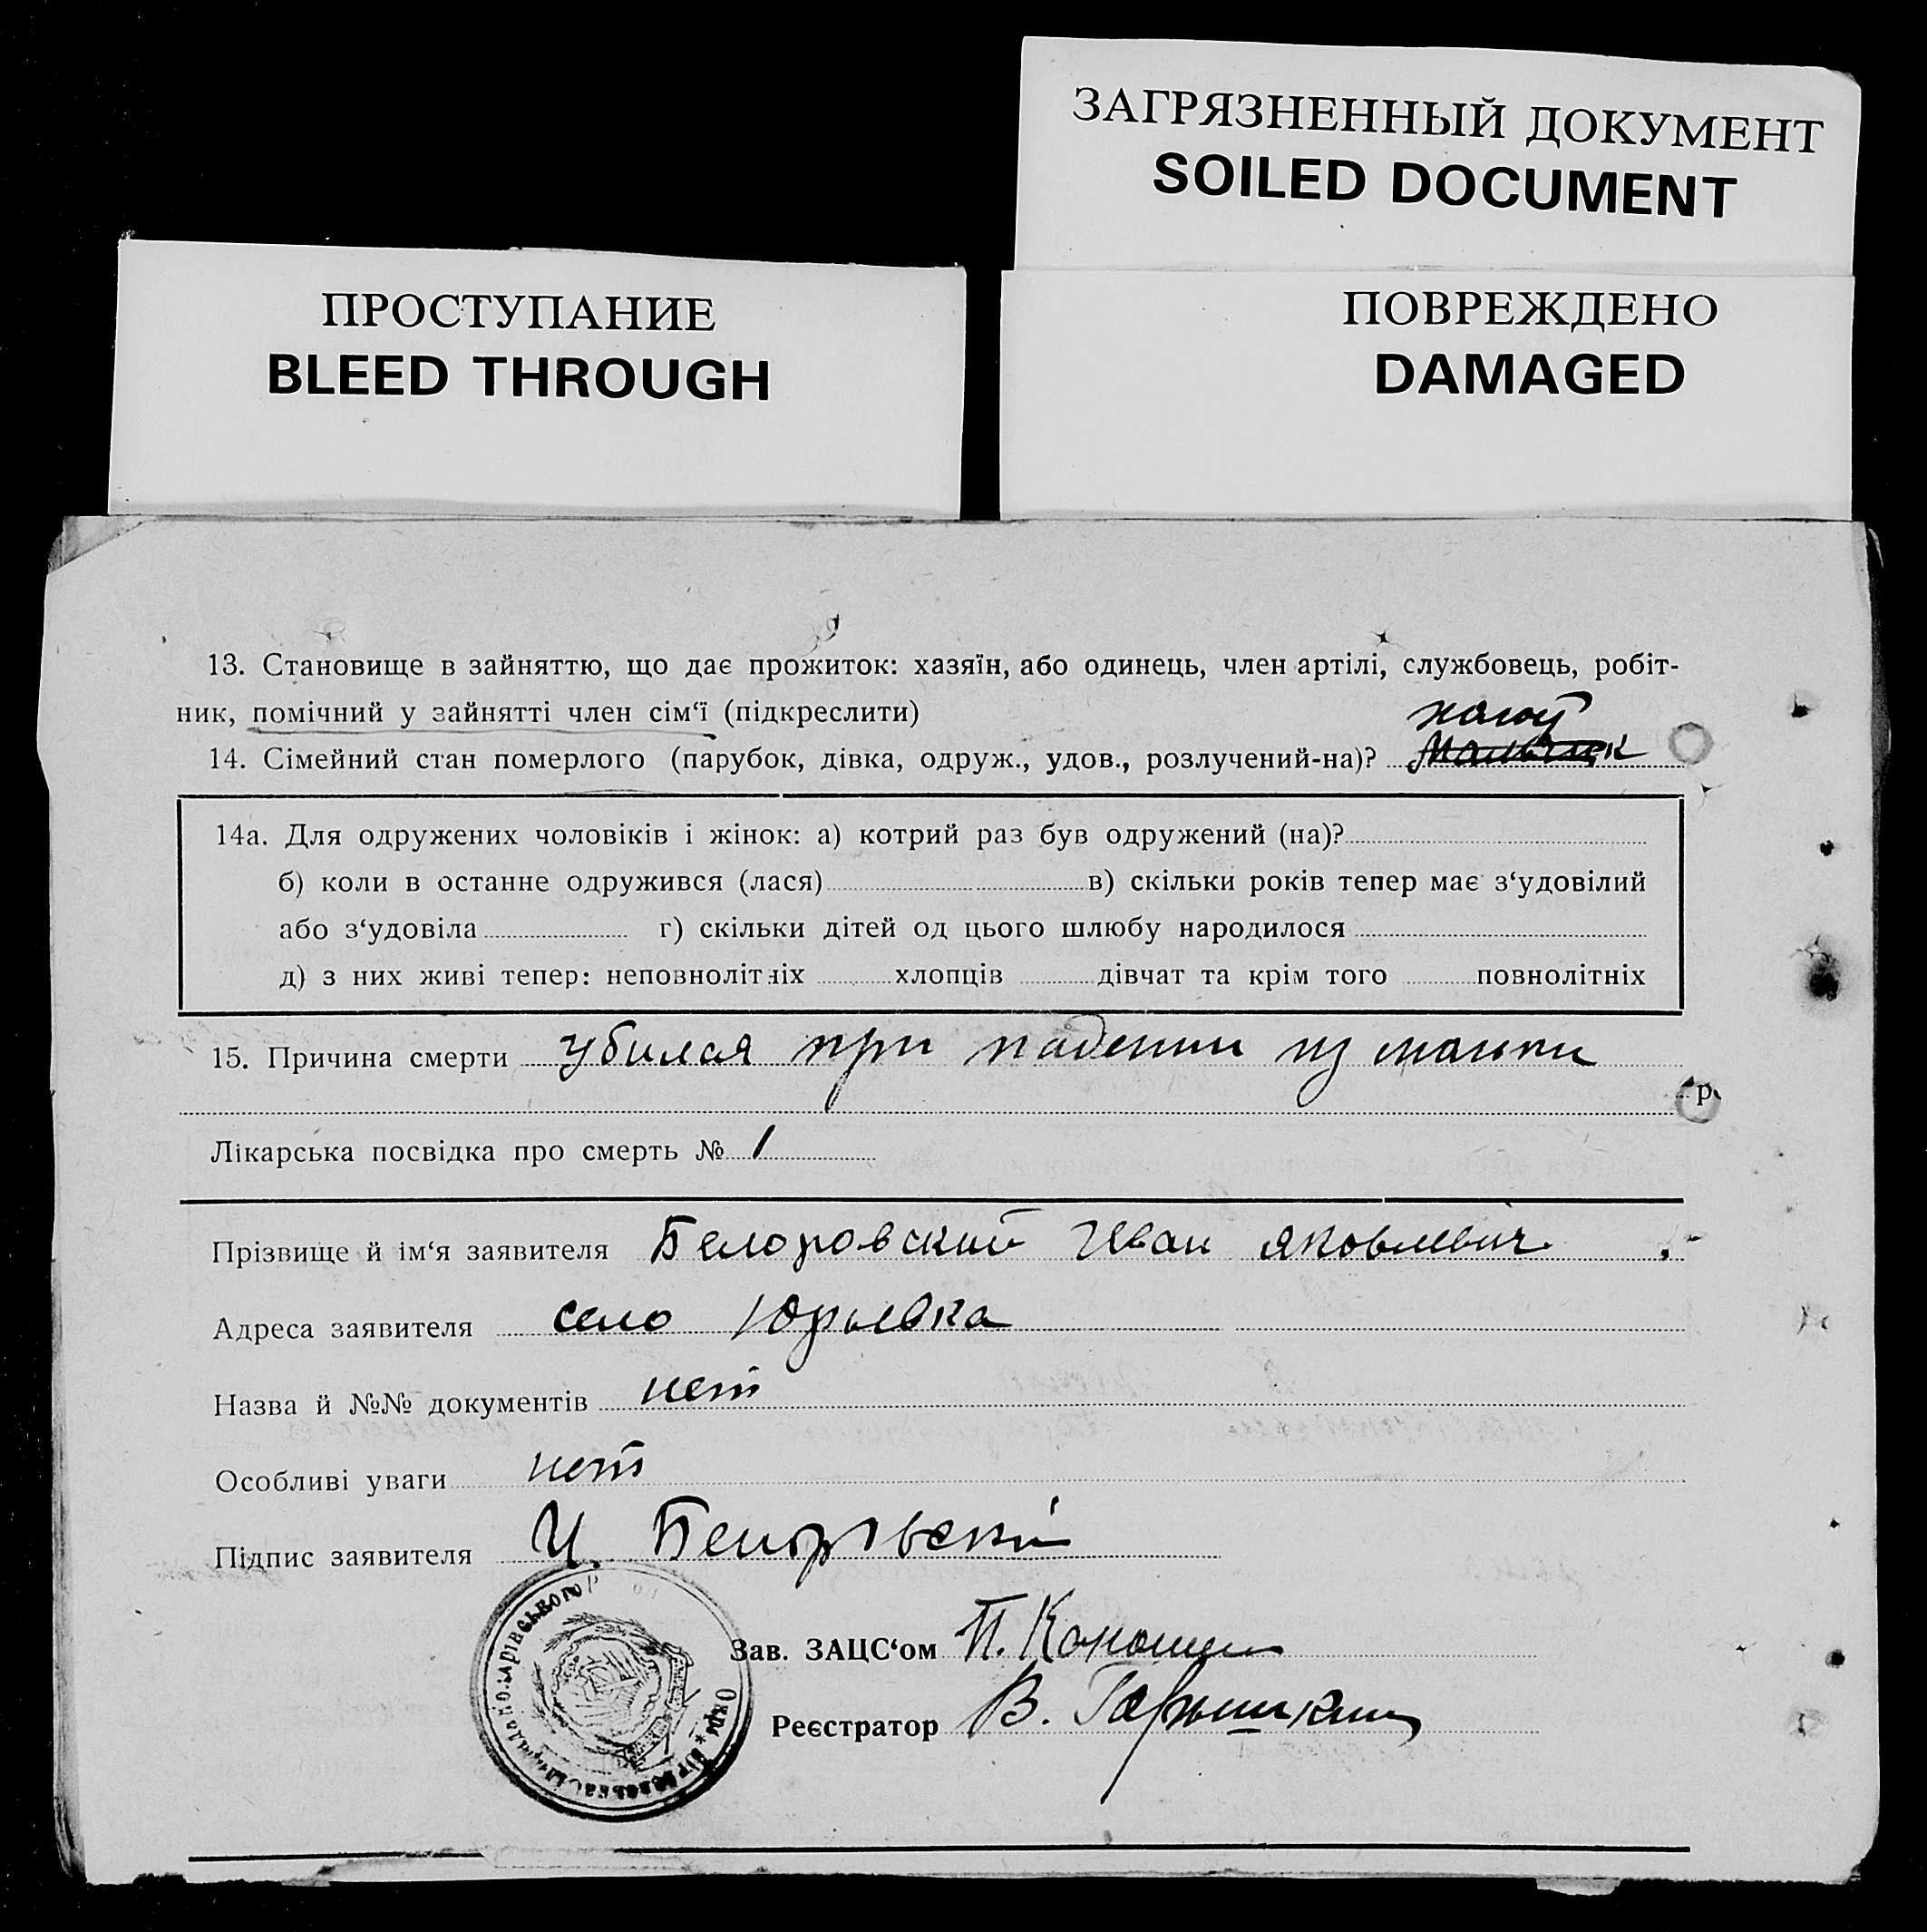 ЗАГРЯЗНЕННЫЙ ДОКУМЕНТ
SOILED DOCUMENT
ПРОСТУПАНИЕ
BLEED THROUGH
ПОВРЕЖДЕНО
DAMAGED
13. Становище в зайняттю, що дає прожиток: хазяїн, або одинець, член артілі, службовець, робіт-
ник, помічний у зайнятті член сім‘ї (підкреслити)
14. Сімейний стан померлого (парубок, дівка, одруж., удов., розлучений-на)?
14а. Для одружених чоловіків і жінок: а) котрий раз був одружений (на)?
б) коли в останне одружився (лася) в) скільки років тепер має з‘удовілий
або з‘удовіла г) скільки дітей од цього шлюбу народилося
д) з них живі тепер: неповнолітніх хлопців дівчат та крім того повнолітніх
15. Причина смерти убился при падении из
Лікарська посвідка про смерть № 1
Прізвище й ім‘я заявителя Белоровский Иван Яковлевич
Адреса заявителя село Юрьевка
Назва й №№ документів нет
Особливі уваги нет
Підпис заявителя И.
Зав. ЗАЦС‘ом П.
Реєстратор В.